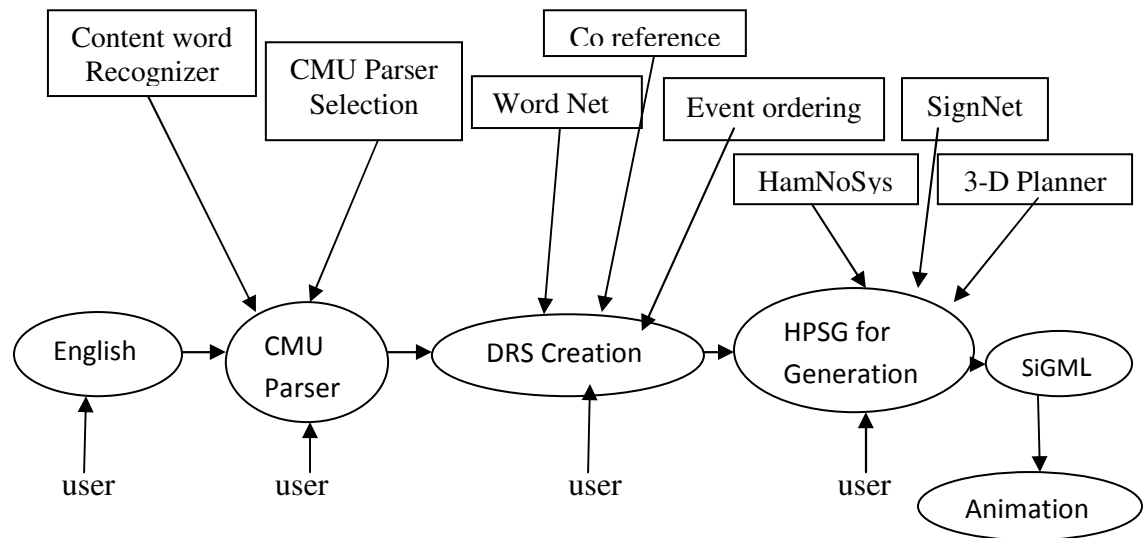 Content word
Recognizer
CMU Parser
Selection
Co reference
Word Net
Event ordering
SignNet
HamNoSys
3-D Planner
English
CMU
Parser
DRS Creation
HPSG for
Generation
SiGML
user
user
user
user
Animation